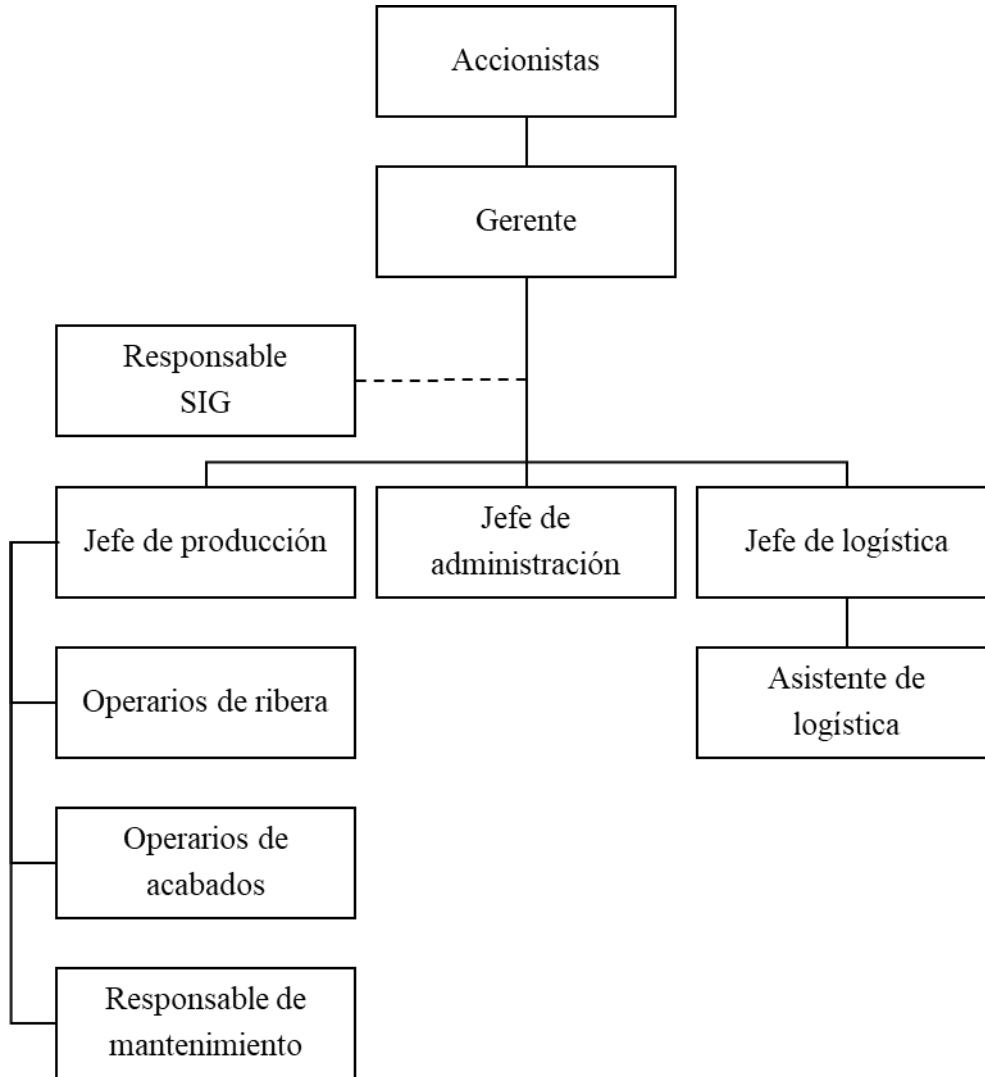 Accionistas
Gerente
Responsable
SIG
Jefe de producción
Jefe de
administración
Jefe de logística
Operarios de ribera
Asistente de
logística
Operarios de
acabados
Responsable de
mantenimiento